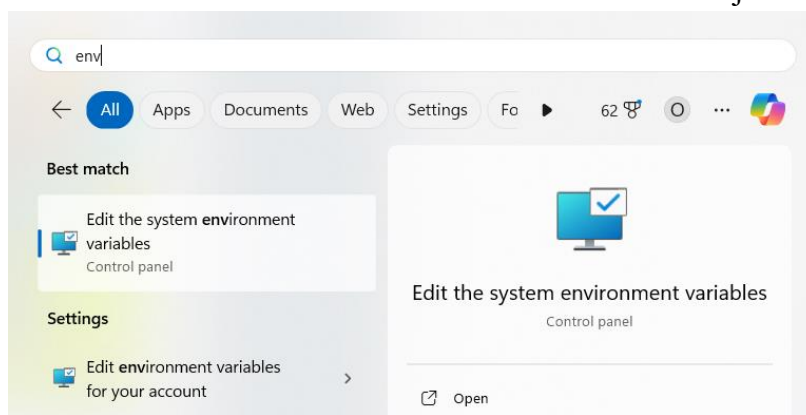 env
All Apps Documents Web Settings Fo 62 O ...
Best match
Edit the system environment
variables
Control panel
Settings
Edit environment variables
for your account
Edit the system environment variables
Control panel
Open